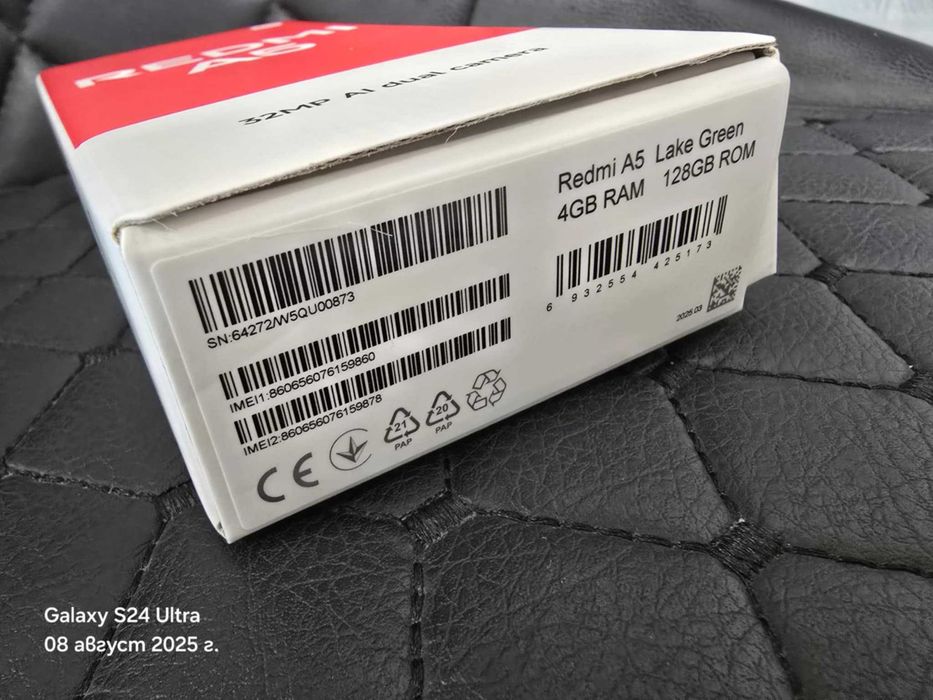 REDMI
A5
32MP AI dual camera
Redmi A5 Lake Green
4GB RAM 128GB ROM
SN:64272/W5QU00873
6 932554 425173
IMEI1:860656076159860
IMEI2:860656076159878
2025.03
CE
21
PAP
20
PAP
Galaxy S24 Ultra
08 август 2025 г.